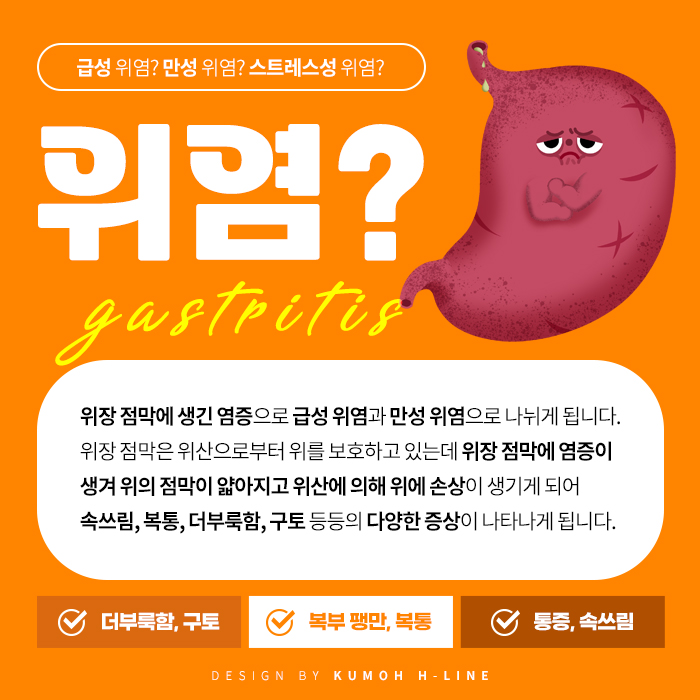 급성 위염? 만성 위염? 스트레스성 위염?
위염?
gastritis
위장 점막에 생긴 염증으로 급성 위염과 만성 위염으로 나뉘게 됩니다.
위장 점막은 위산으로부터 위를 보호하고 있는데 위장 점막에 염증이
생겨 위의 점막이 얇아지고 위산에 의해 위에 손상이 생기게 되어
속쓰림, 복통, 더부룩함, 구토 등등의 다양한 증상이 나타나게 됩니다.
더부룩함, 구토
복부 팽만, 복통
통증, 속쓰림
DESIGN BY KUMOH H-LINE